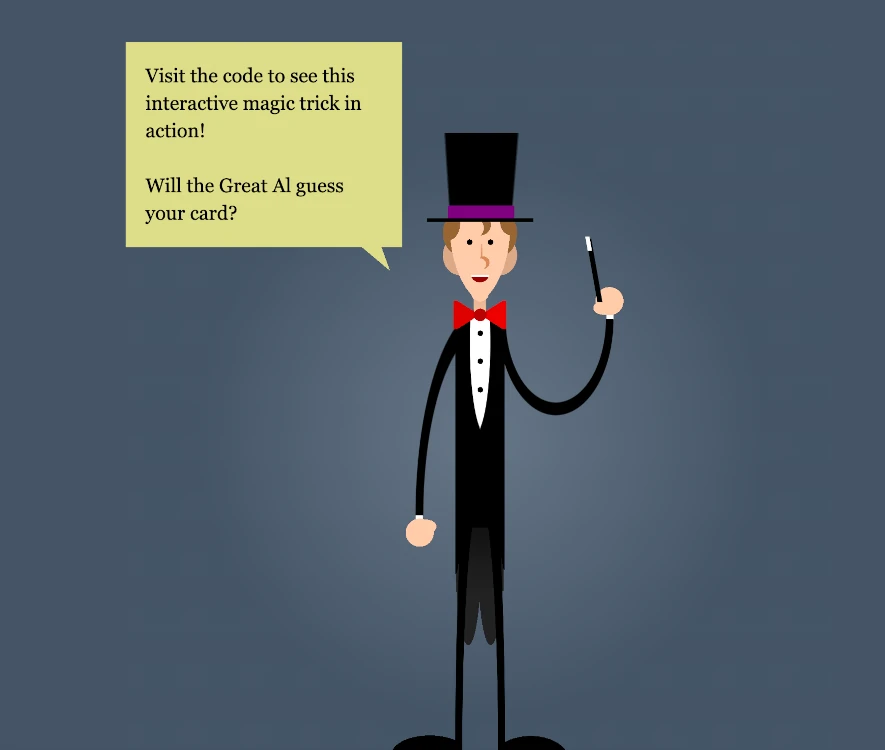 Visit the code to see this
interactive magic trick in
action!
Will the Great Al guess
your card?